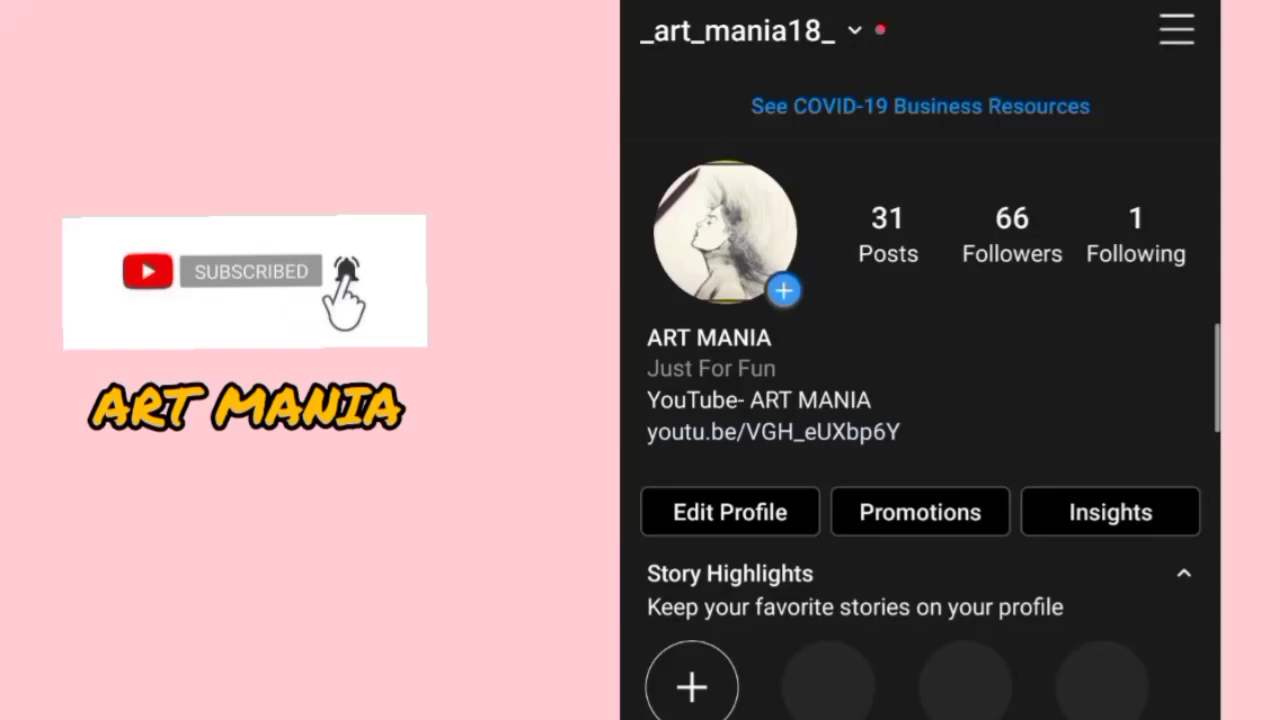 SUBSCRIBED
ART MANIA
_art_mania18_
See COVID-19 Business Resources
31 66 1
Posts Followers Following
ART MANIA
Just For Fun
YouTube- ART MANIA
youtu.be/VGH_eUXbp6Y
Edit Profile Promotions Insights
Story Highlights
Keep your favorite stories on your profile